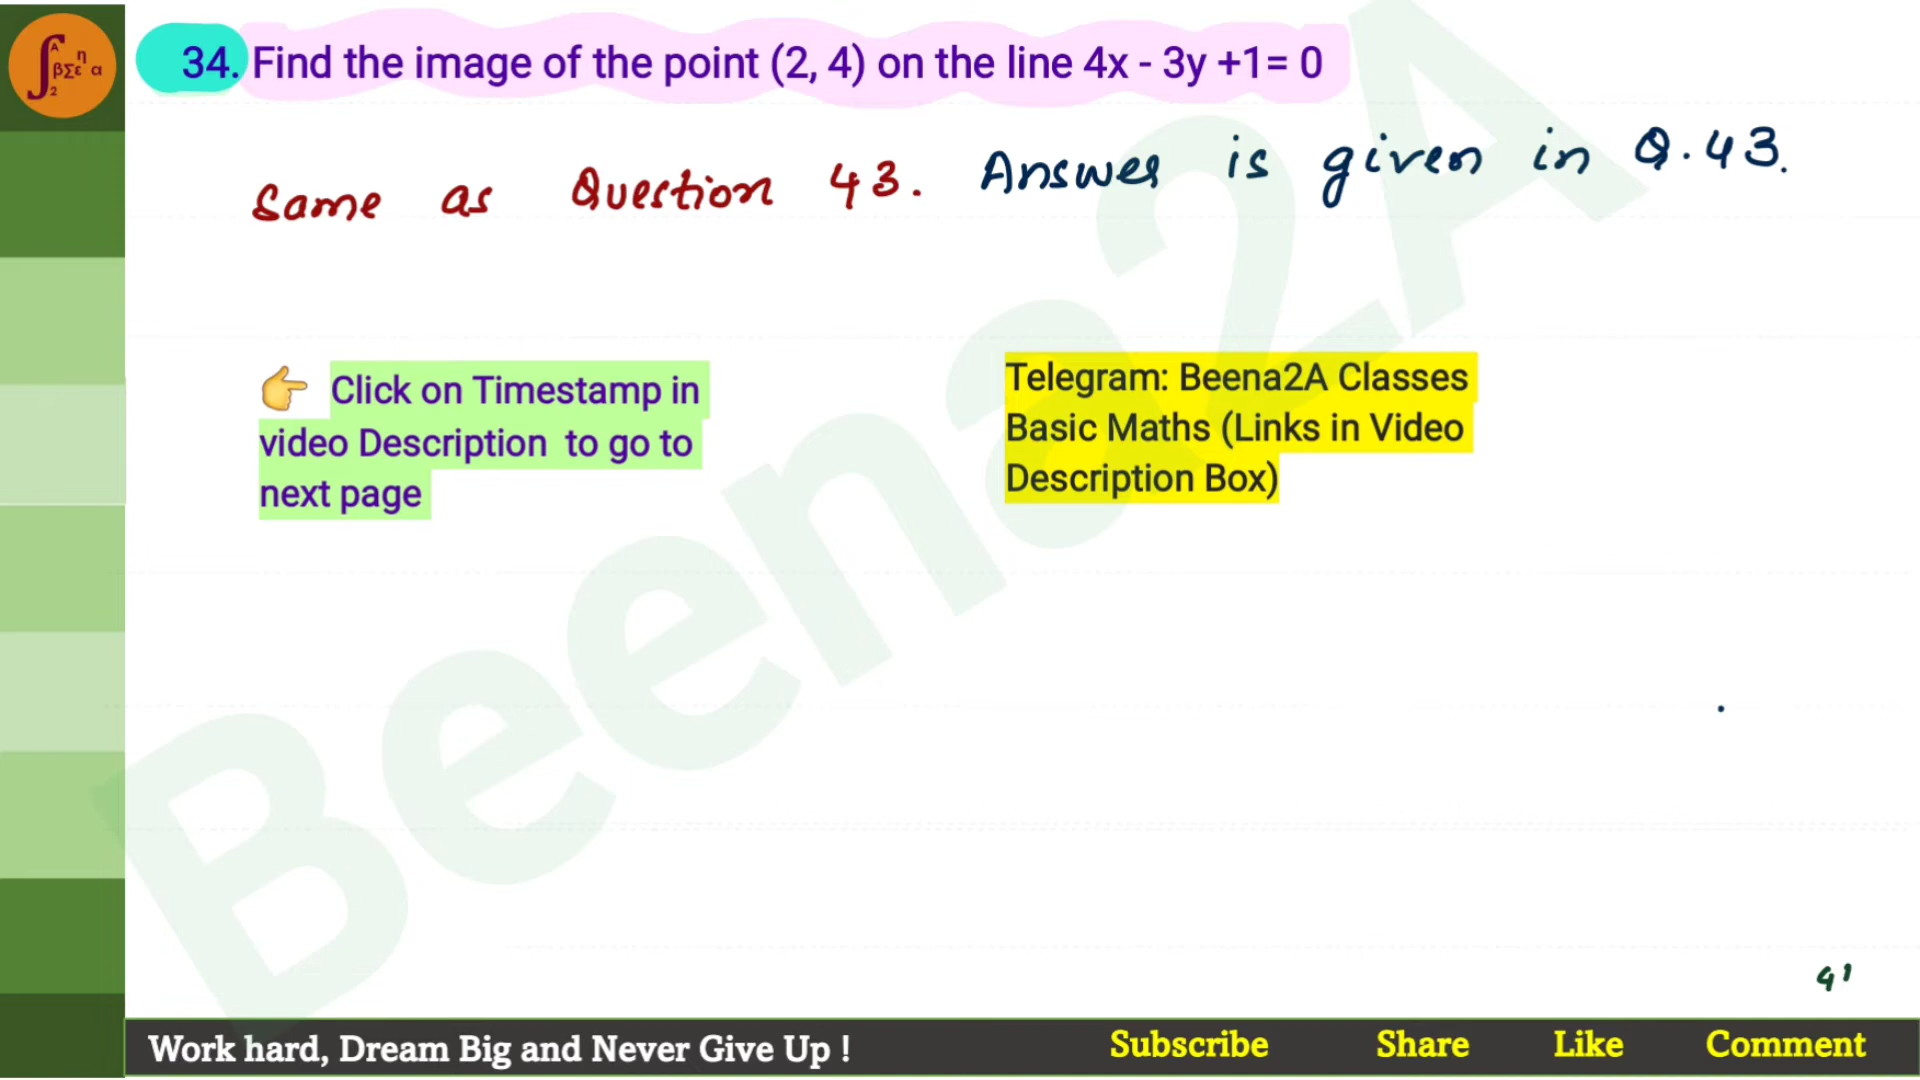 34. Find the image of the point (2, 4) on the line 4x - 3y +1= 0
Same as Question 43. Answer is given in Q.43.
👉 Click on Timestamp in
video Description to go to
next page
Telegram: Beena2A Classes
Basic Maths (Links in Video
Description Box)
Beena2A
41
Work hard, Dream Big and Never Give Up ! Subscribe Share Like Comment